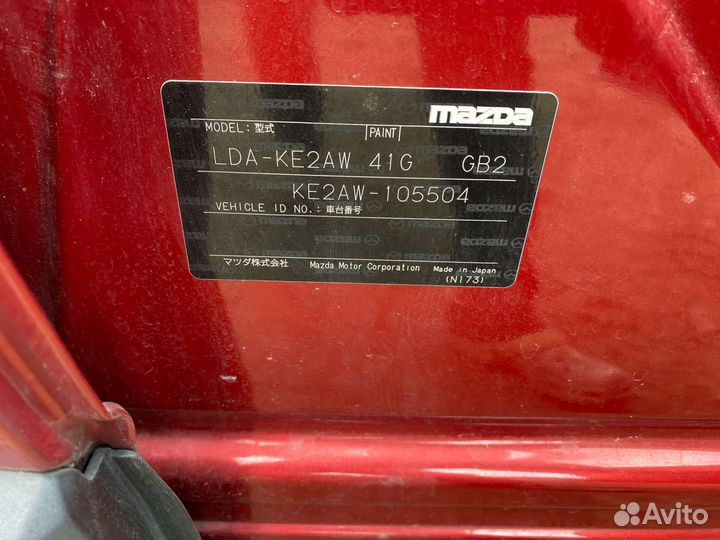 mazda
MODEL:型式 PAINT
LDA-KE2AW 41G GB2
KE2AW-105504
VEHICLE ID NO.:車台番号
マツダ株式会社 Mazda Motor Corporation Made in Japan
(N173)
Avito